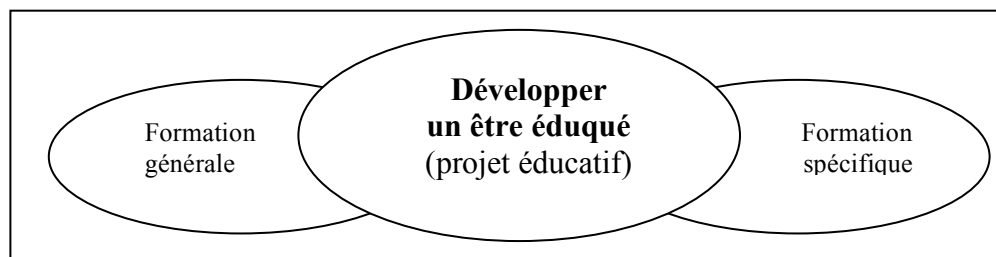 Formation
générale
Développer
un être éduqué
(projet éducatif)
Formation
spécifique